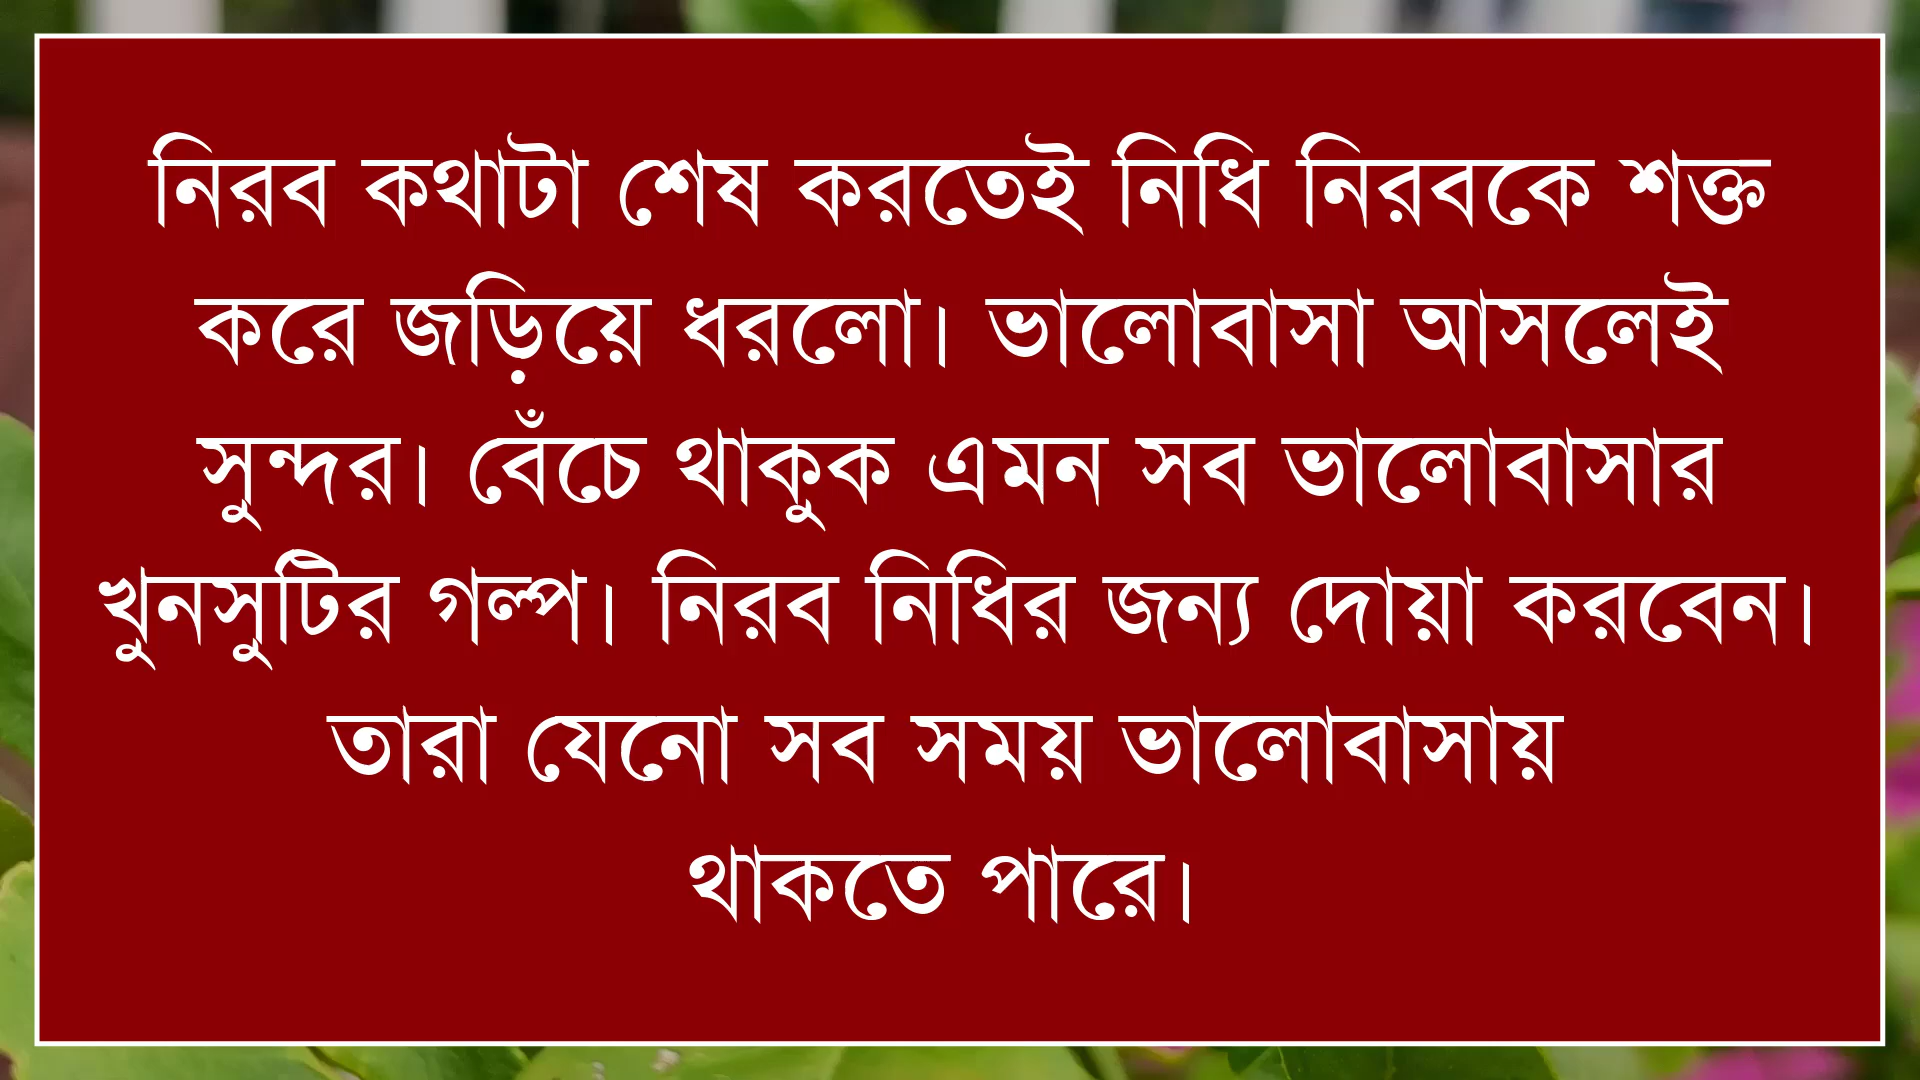 নিরব কথাটা শেষ করতেই নিধি নিরবকে শক্ত
করে জড়িয়ে ধরলো। ভালোবাসা আসলেই
সুন্দর। বেঁচে থাকুক এমন সব ভালোবাসার
খুনসুটির গল্প। নিরব নিধির জন্য দোয়া করবেন।
তারা যেনো সব সময় ভালোবাসায়
থাকতে পারে।